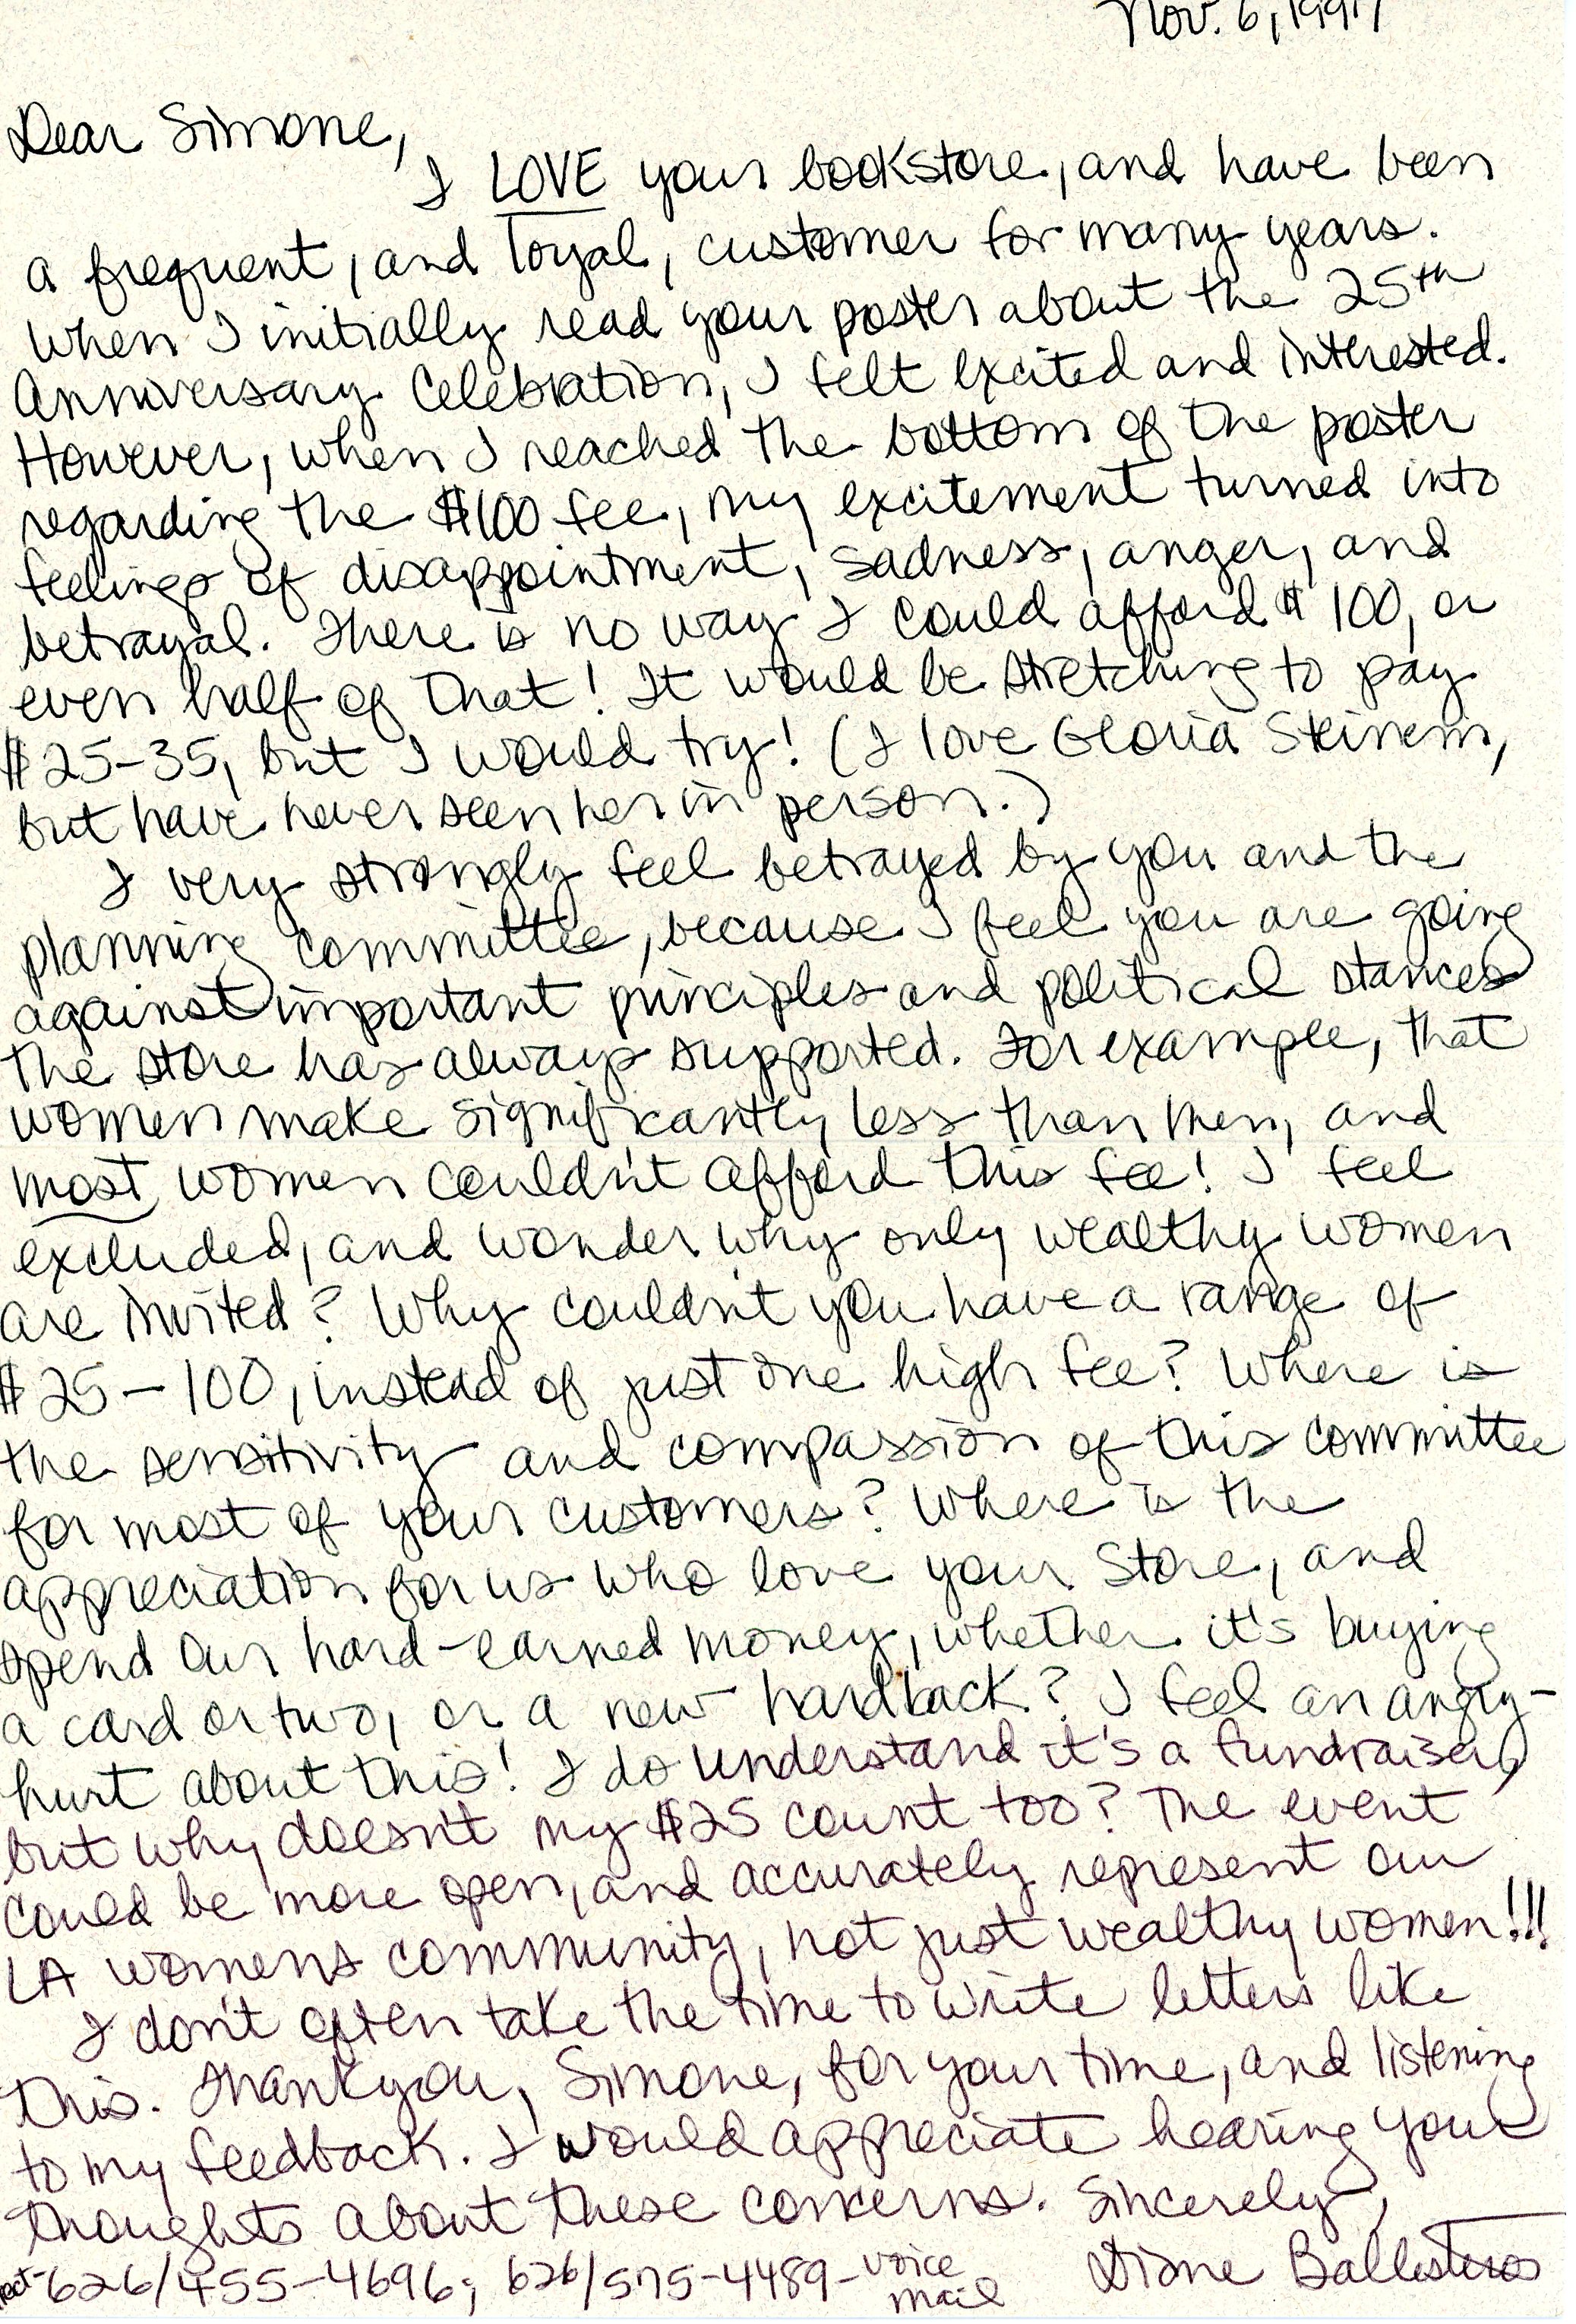 Nov. 6, 1997
Dear Simone,
I LOVE your bookstore, and have been
a frequent, and loyal, customer for many years.
When I initially read your poster about the 25th
Anniversary Celebration, I felt excited and interested.
However, when I reached the bottom of the poster
regarding the $100 fee, my excitement turned into
feelings of disappointment, sadness, anger, and
betrayal. There is no way I could afford $100, or
even half of that! It would be stretching to pay
$25-35, but I would try! (I love Gloria Steinem,
but have never seen her in person.)
I very strongly feel betrayed by you and the
planning committee, because I feel you are going
against important principles and political stances
the store has always supported. For example, that
women make significantly less than men, and
most women couldn't afford this fee! I feel
excluded, and wonder why only wealthy women
are invited? Why couldn't you have a range of
$25-100, instead of just one high fee? Where is
the sensitivity and compassion of this committee
for most of your customers? Where is the
appreciation for us who love your store, and
spend our hard-earned money, whether it's buying
a card or two, or a new hardback? I feel an angry-
hurt about this! I do understand it's a fundraiser,
but why doesn't my $25 count too? The event
could be more open, and accurately represent our
LA womens community, not just wealthy women!!!
I don't often take the time to write letters like
this. Thank you, Simone, for your time, and listening
to my feedback. I would appreciate hearing your
thoughts about these concerns. Sincerely,
626/455-4696; 626/575-4489-voice mail
Diane Ballesteros